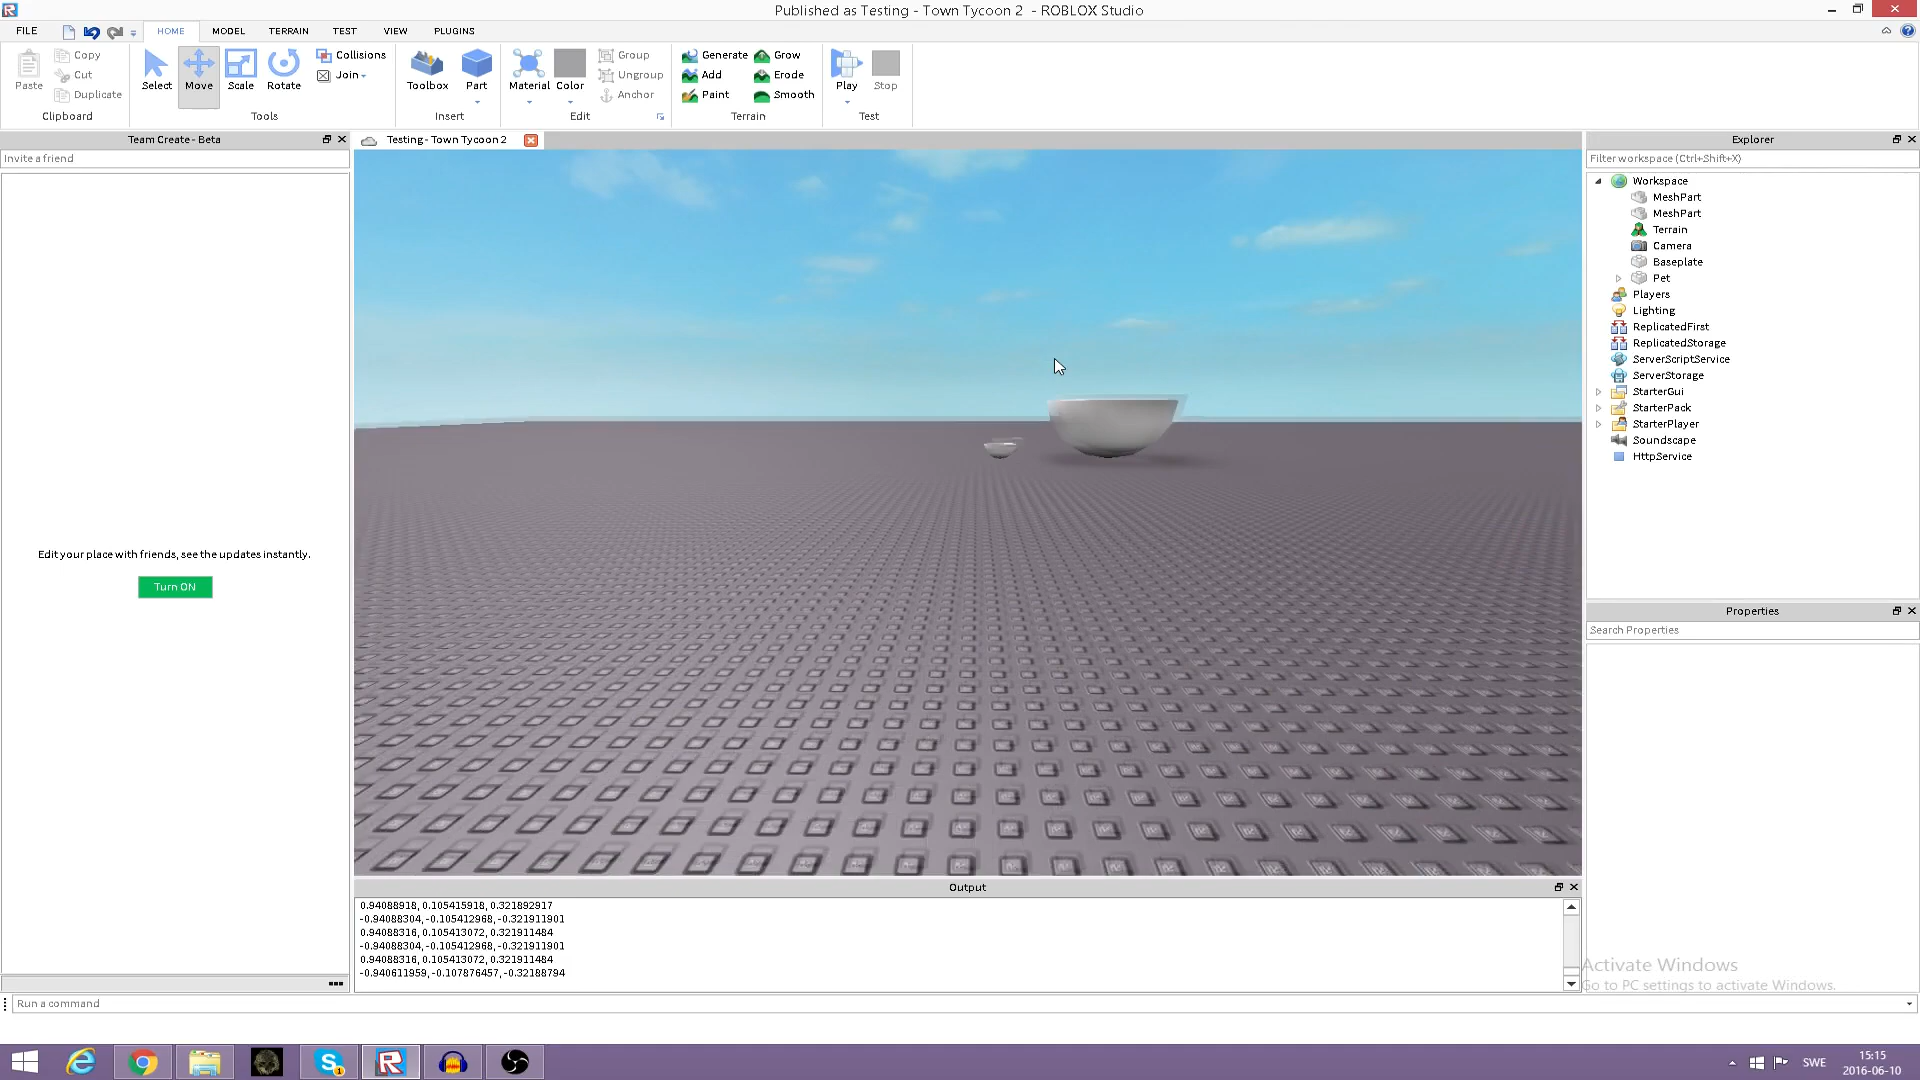 Published as Testing - Town Tycoon 2 - ROBLOX Studio
FILE
HOME
MODEL
TERRAIN
TEST
VIEW
PLUGINS
Paste
Copy
Cut
Duplicate
Clipboard
Select
Move
Scale
Rotate
Collisions
Join
Tools
Toolbox
Part
Insert
Material
Color
Group
Ungroup
Anchor
Edit
Generate
Add
Paint
Grow
Erode
Smooth
Terrain
Play
Stop
Test
Team Create - Beta
Invite a friend
Edit your place with friends, see the updates instantly.
Turn ON
Testing - Town Tycoon 2
Output
0.94088918, 0.105415918, 0.321892917
-0.94088304, -0.105412968, -0.321911901
0.94088316, 0.105413072, 0.321911484
-0.94088304, -0.105412968, -0.321911901
0.94088316, 0.105413072, 0.321911484
-0.940611959, -0.107876457, -0.32188794
Explorer
Filter workspace (Ctrl+Shift+X)
Workspace
MeshPart
MeshPart
Terrain
Camera
Baseplate
Pet
Players
Lighting
ReplicatedFirst
ReplicatedStorage
ServerScriptService
ServerStorage
StarterGui
StarterPack
StarterPlayer
Soundscape
HttpService
Properties
Search Properties
Activate Windows
Go to PC settings to activate Windows.
Run a command
SWE
15:15
2016-06-10